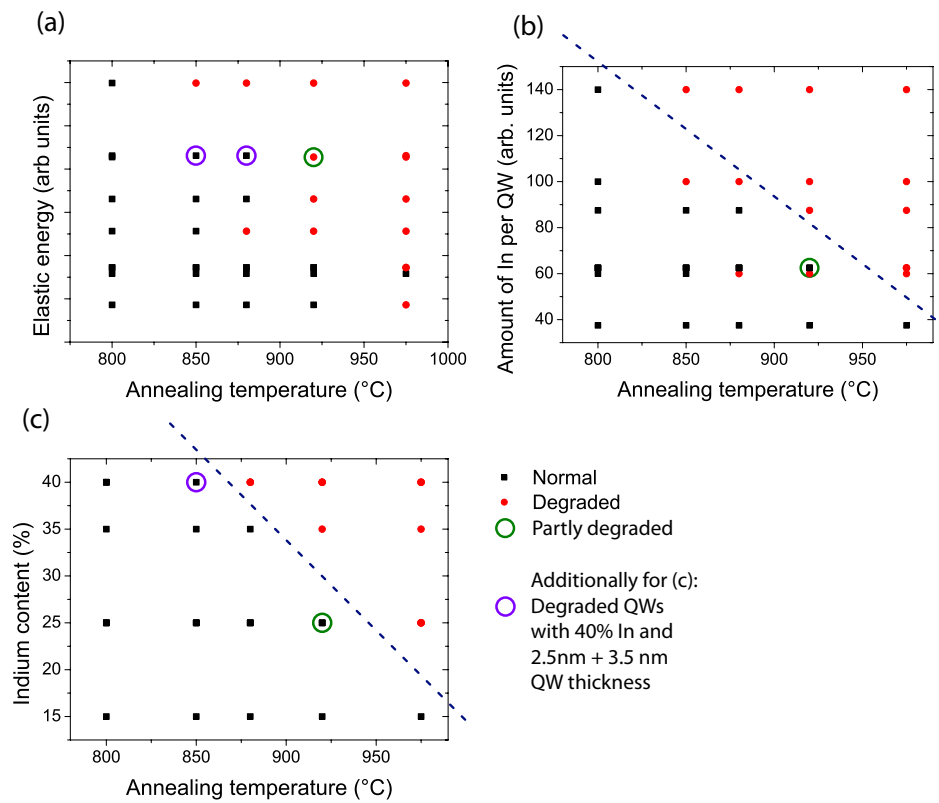 (a)
Elastic energy (arb units)
800 850 900 950 1000
Annealing temperature (°C)
(b)
Amount of In per QW (arb. units)
140
120
100
80
60
40
800 850 900 950
Annealing temperature (°C)
(c)
Indium content (%)
40
35
30
25
20
15
800 850 900 950
Annealing temperature (°C)
Normal
Degraded
Partly degraded
Additionally for (c):
Degraded QWs
with 40% In and
2.5nm + 3.5 nm
QW thickness